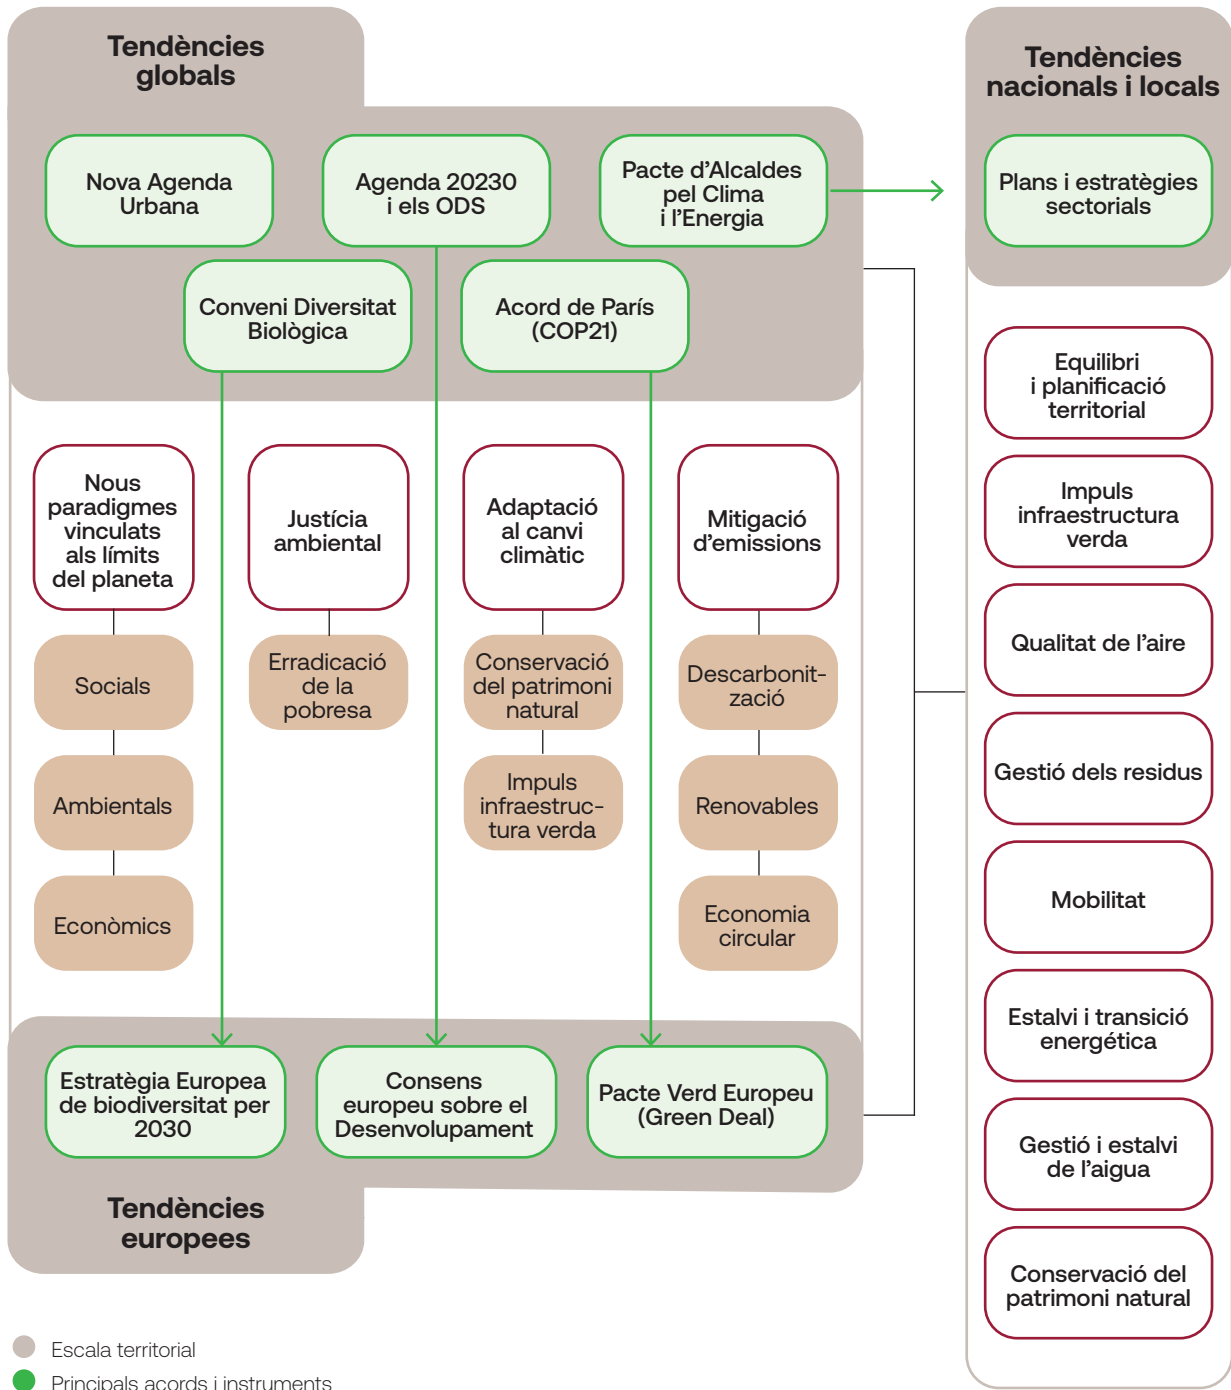 Tendències
globals
Nova Agenda
Urbana
Agenda 20230
i els ODS
Pacte d'Alcaldes
pel Clima
i l'Energia
Conveni Diversitat
Biològica
Acord de París
(COP21)
Nous
paradigmes
vinculats
als límits
del planeta
Socials
Ambientals
Econòmics
Justícia
ambiental
Erradicació
de la
pobresa
Adaptació
al canvi
climàtic
Conservació
del patrimoni
natural
Impuls
infraestruc-
tura verda
Mitigació
d'emissions
Descarbonit-
zació
Renovables
Economia
circular
Estratègia Europea
de biodiversitat per
2030
Consens
europeu sobre el
Desenvolupament
Pacte Verd Europeu
(Green Deal)
Tendències
europees
Tendències
nacionals i locals
Plans i estratègies
sectorials
Equilibri
i planificació
territorial
Impuls
infraestructura
verda
Qualitat de l'aire
Gestió dels residus
Mobilitat
Estalvi i transició
energética
Gestió i estalvi
de l'aigua
Conservació del
patrimoni natural
Escala territorial
Principals acords i instruments